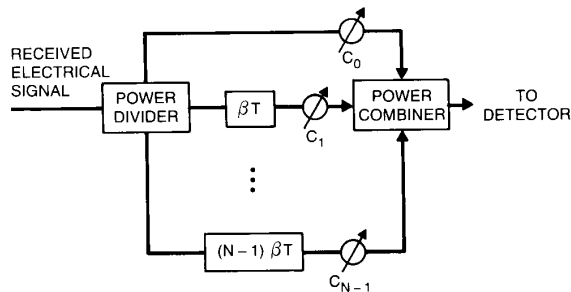 RECEIVED
ELECTRICAL
SIGNAL
POWER
DIVIDER
C0
βT
C1
POWER
COMBINER
TO
DETECTOR
(N − 1) βT
CN−1